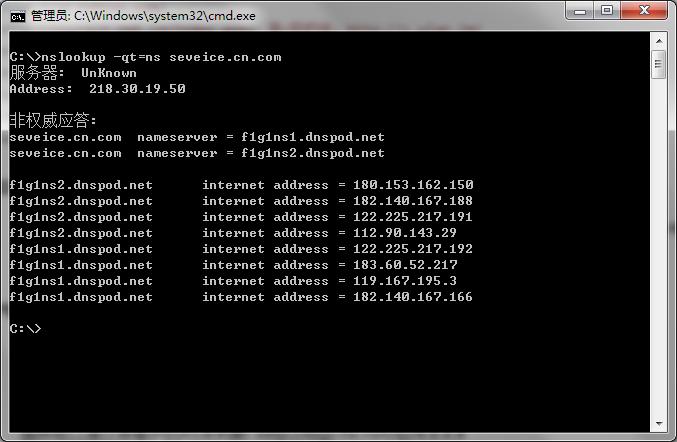 管理员: C:\Windows\system32\cmd.exe
C:\>nslookup -qt=ns seveice.cn.com
服务器:  UnKnown
Address:  218.30.19.50
非权威应答:
seveice.cn.com  nameserver = f1g1ns1.dnspod.net
seveice.cn.com  nameserver = f1g1ns2.dnspod.net
f1g1ns2.dnspod.net      internet address = 180.153.162.150
f1g1ns2.dnspod.net      internet address = 182.140.167.188
f1g1ns2.dnspod.net      internet address = 122.225.217.191
f1g1ns2.dnspod.net      internet address = 112.90.143.29
f1g1ns1.dnspod.net      internet address = 122.225.217.192
f1g1ns1.dnspod.net      internet address = 183.60.52.217
f1g1ns1.dnspod.net      internet address = 119.167.195.3
f1g1ns1.dnspod.net      internet address = 182.140.167.166
C:\>